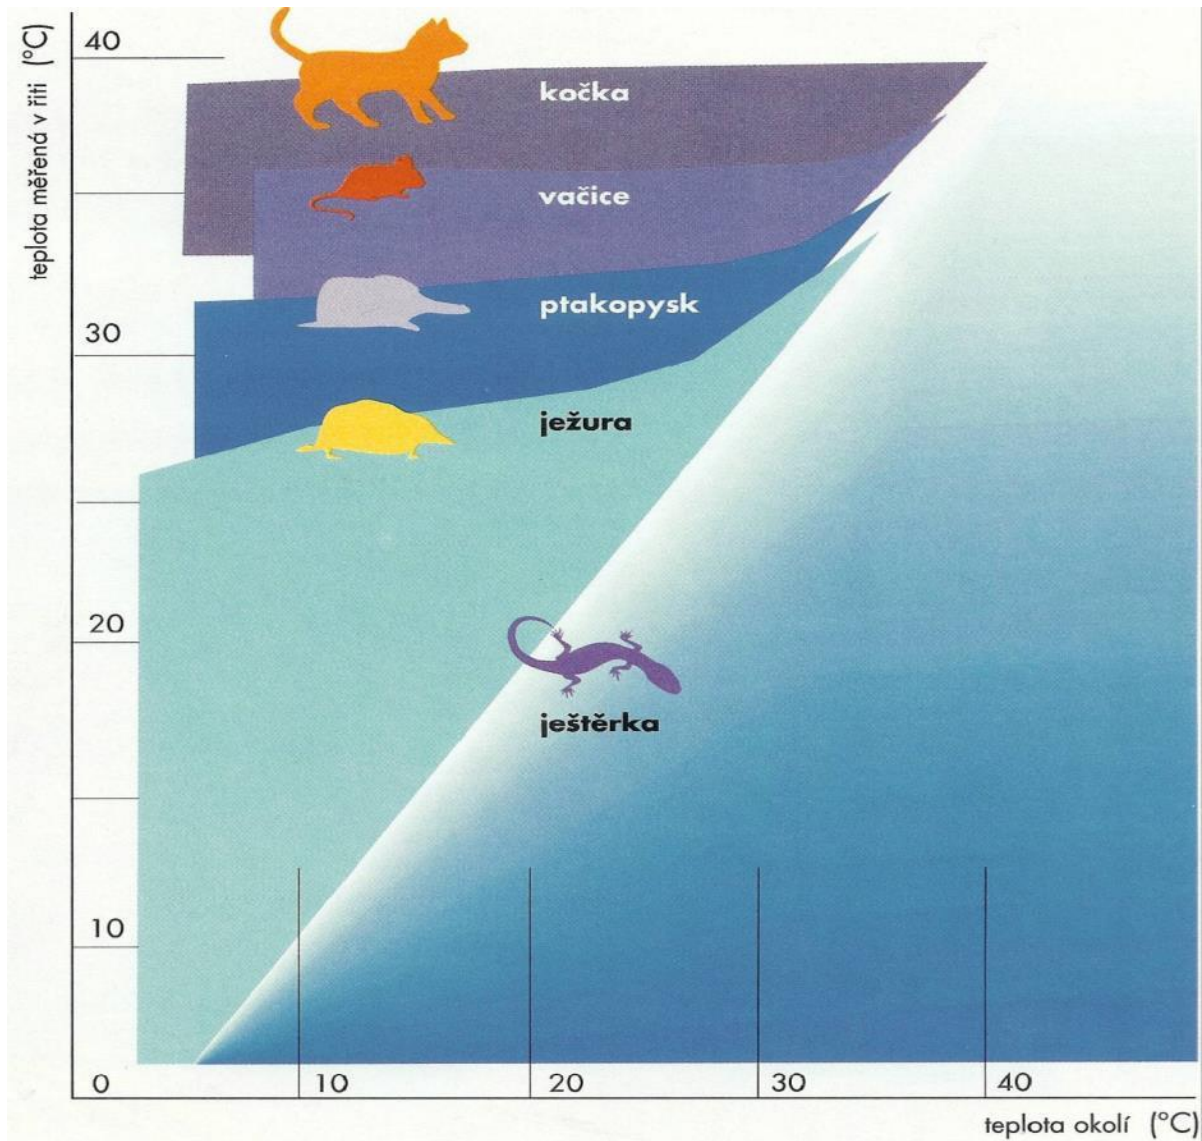 teplota měřená v řiti (°C)
40
kočka
vačice
30
ptakopysk
ježura
20
ještěrka
10
0
10
20
30
40
teplota okolí (°C)